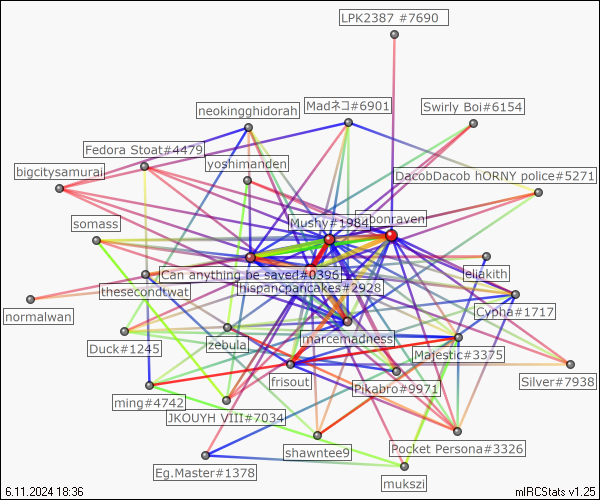 LPK2387 #7690
Madネコ#6901
neokingghidorah
Swirly Boi#6154
Fedora Stoat#4479
yoshimanden
bigcitysamurai
DacobDacob hORNY police#5271
somass
Mushy#1984
bonraven
Can anything be saved#0396
eliakith
thesecondtwat
hispancpancakes#2928
normalwan
Cypha#1717
marcemadness
Duck#1245
zebula
Majestic#3375
frisout
Pikabro#9971
Silver#7938
ming#4742
JKOUYH VIII#7034
shawntee9
Pocket Persona#3326
Eg.Master#1378
mukszi
6.11.2024 18:36
mIRCStats v1.25